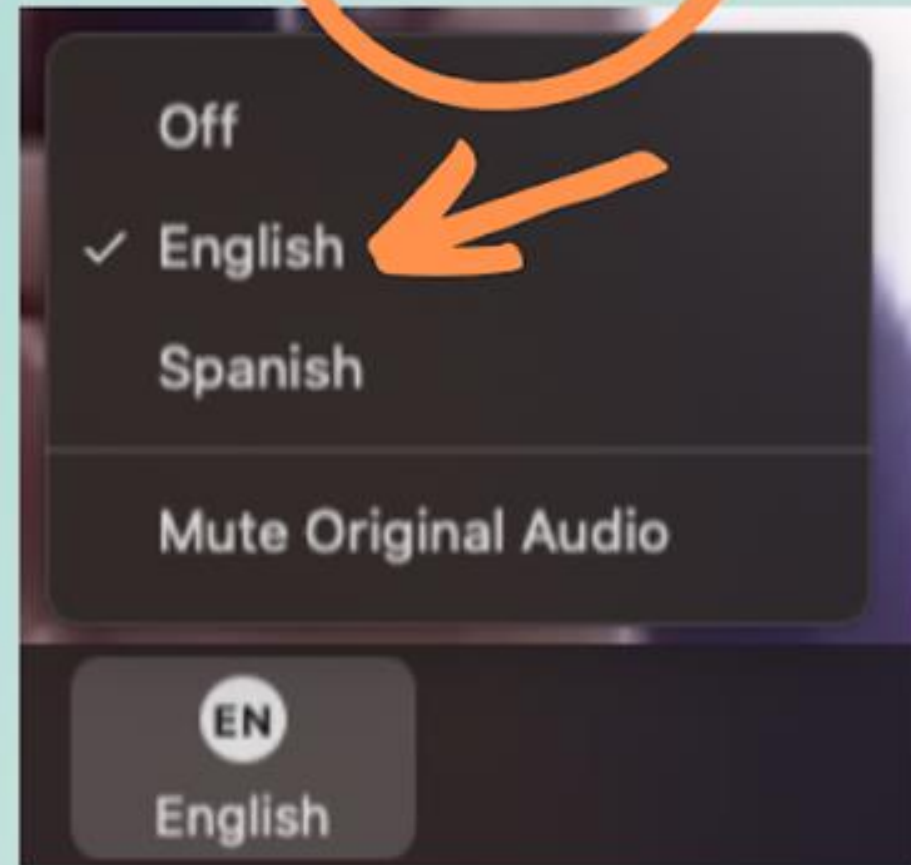 Off
✓ English
Spanish
Mute Original Audio
EN
English